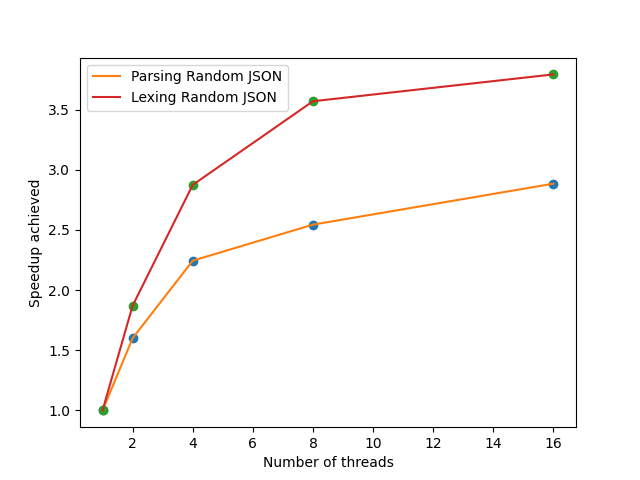 Parsing Random JSON
Lexing Random JSON
3.5
3.0
2.5
2.0
1.5
1.0
Speedup achieved
2 4 6 8 10 12 14 16
Number of threads